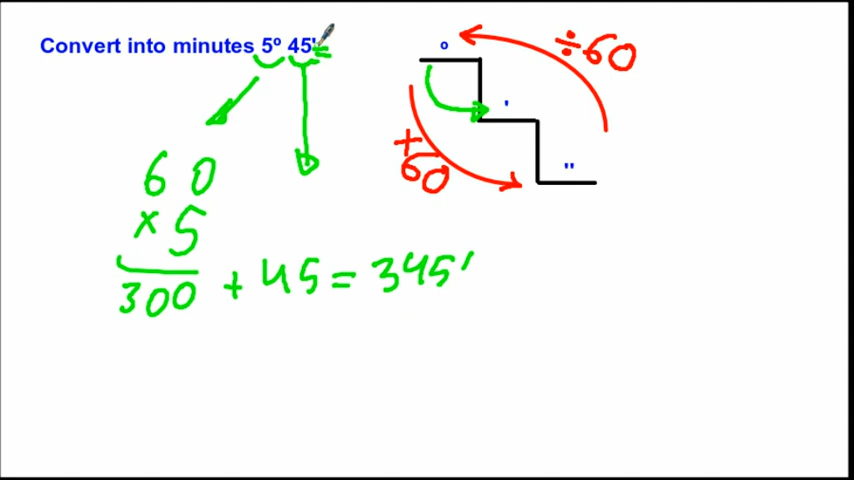 Convert into minutes 5º 45'
º
÷60
'
×60
"
60
×5
300 + 45 = 345'